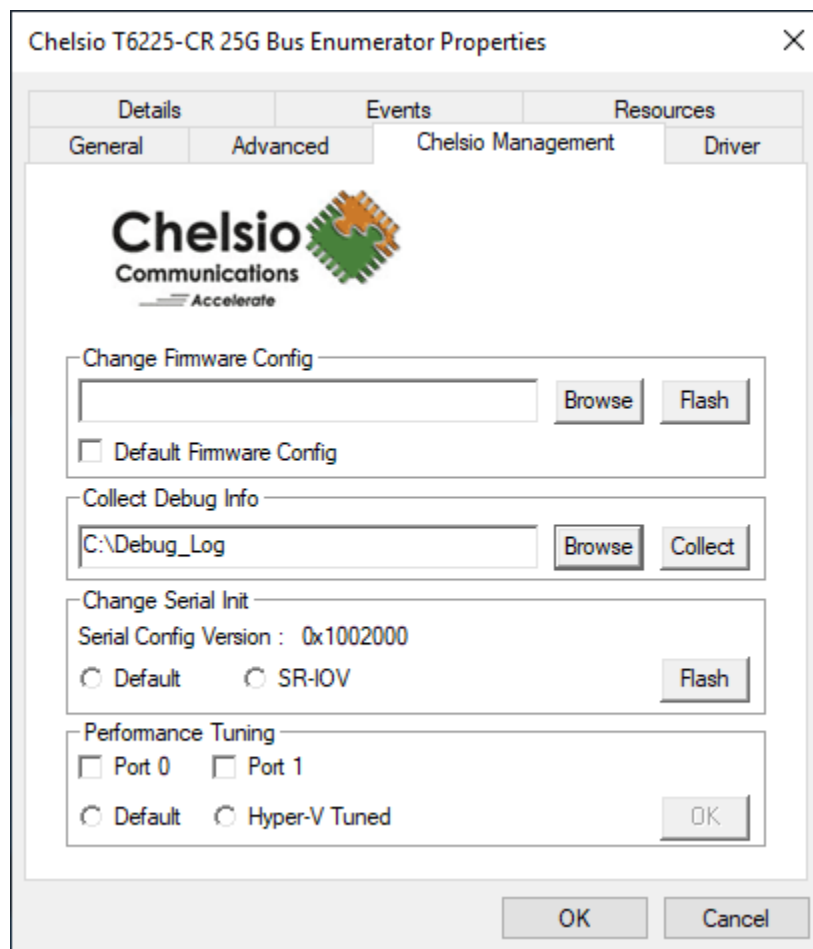 Chelsio T6225-CR 25G Bus Enumerator Properties
Details Events Resources
General Advanced Chelsio Management Driver
Chelsio
Communications
Accelerate
Change Firmware Config
Browse Flash
Default Firmware Config
Collect Debug Info
C:\Debug_Log Browse Collect
Change Serial Init
Serial Config Version : 0x1002000
Default SR-IOV Flash
Performance Tuning
Port 0 Port 1
Default Hyper-V Tuned OK
OK Cancel